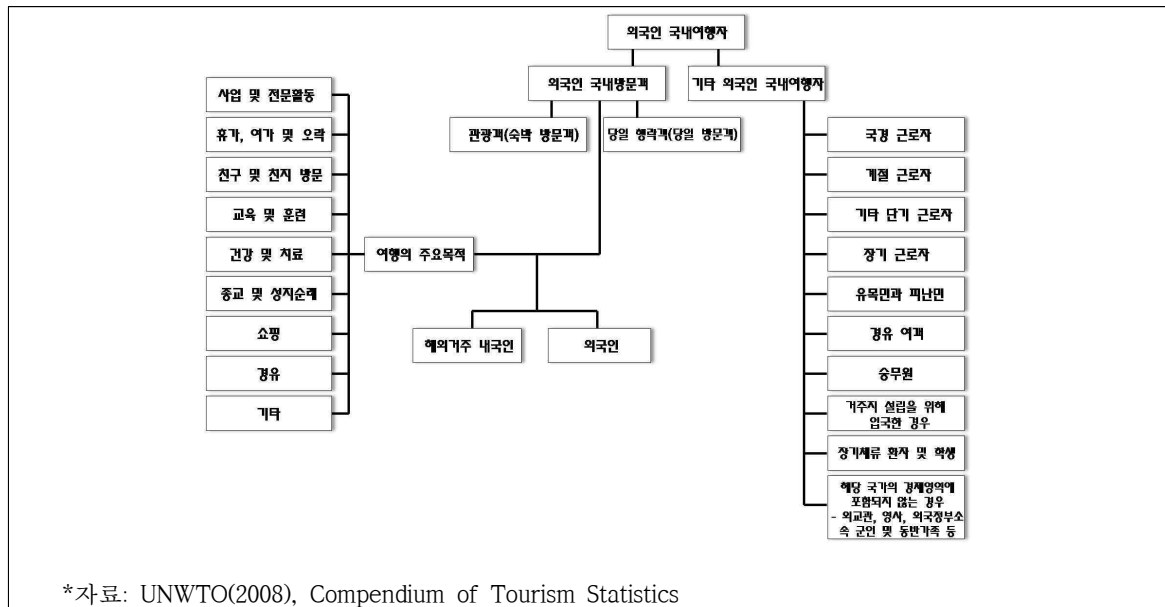 외국인 국내여행자
외국인 국내방문객
기타 외국인 국내여행자
관광객(숙박 방문객)
당일 행락객(당일 방문객)
사업 및 전문활동
휴가, 여가 및 오락
친구 및 친지 방문
교육 및 훈련
건강 및 치료
종교 및 성지순례
쇼핑
경유
기타
여행의 주요목적
해외거주 내국인
외국인
국경 근로자
계절 근로자
기타 단기 근로자
장기 근로자
유목민과 피난민
경유 여객
승무원
거주지 설립을 위해
입국한 경우
장기체류 환자 및 학생
해당 국가의 경제영역에
포함되지 않는 경우
- 외교관, 영사, 외국정부소
속 군인 및 동반가족 등
*자료: UNWTO(2008), Compendium of Tourism Statistics